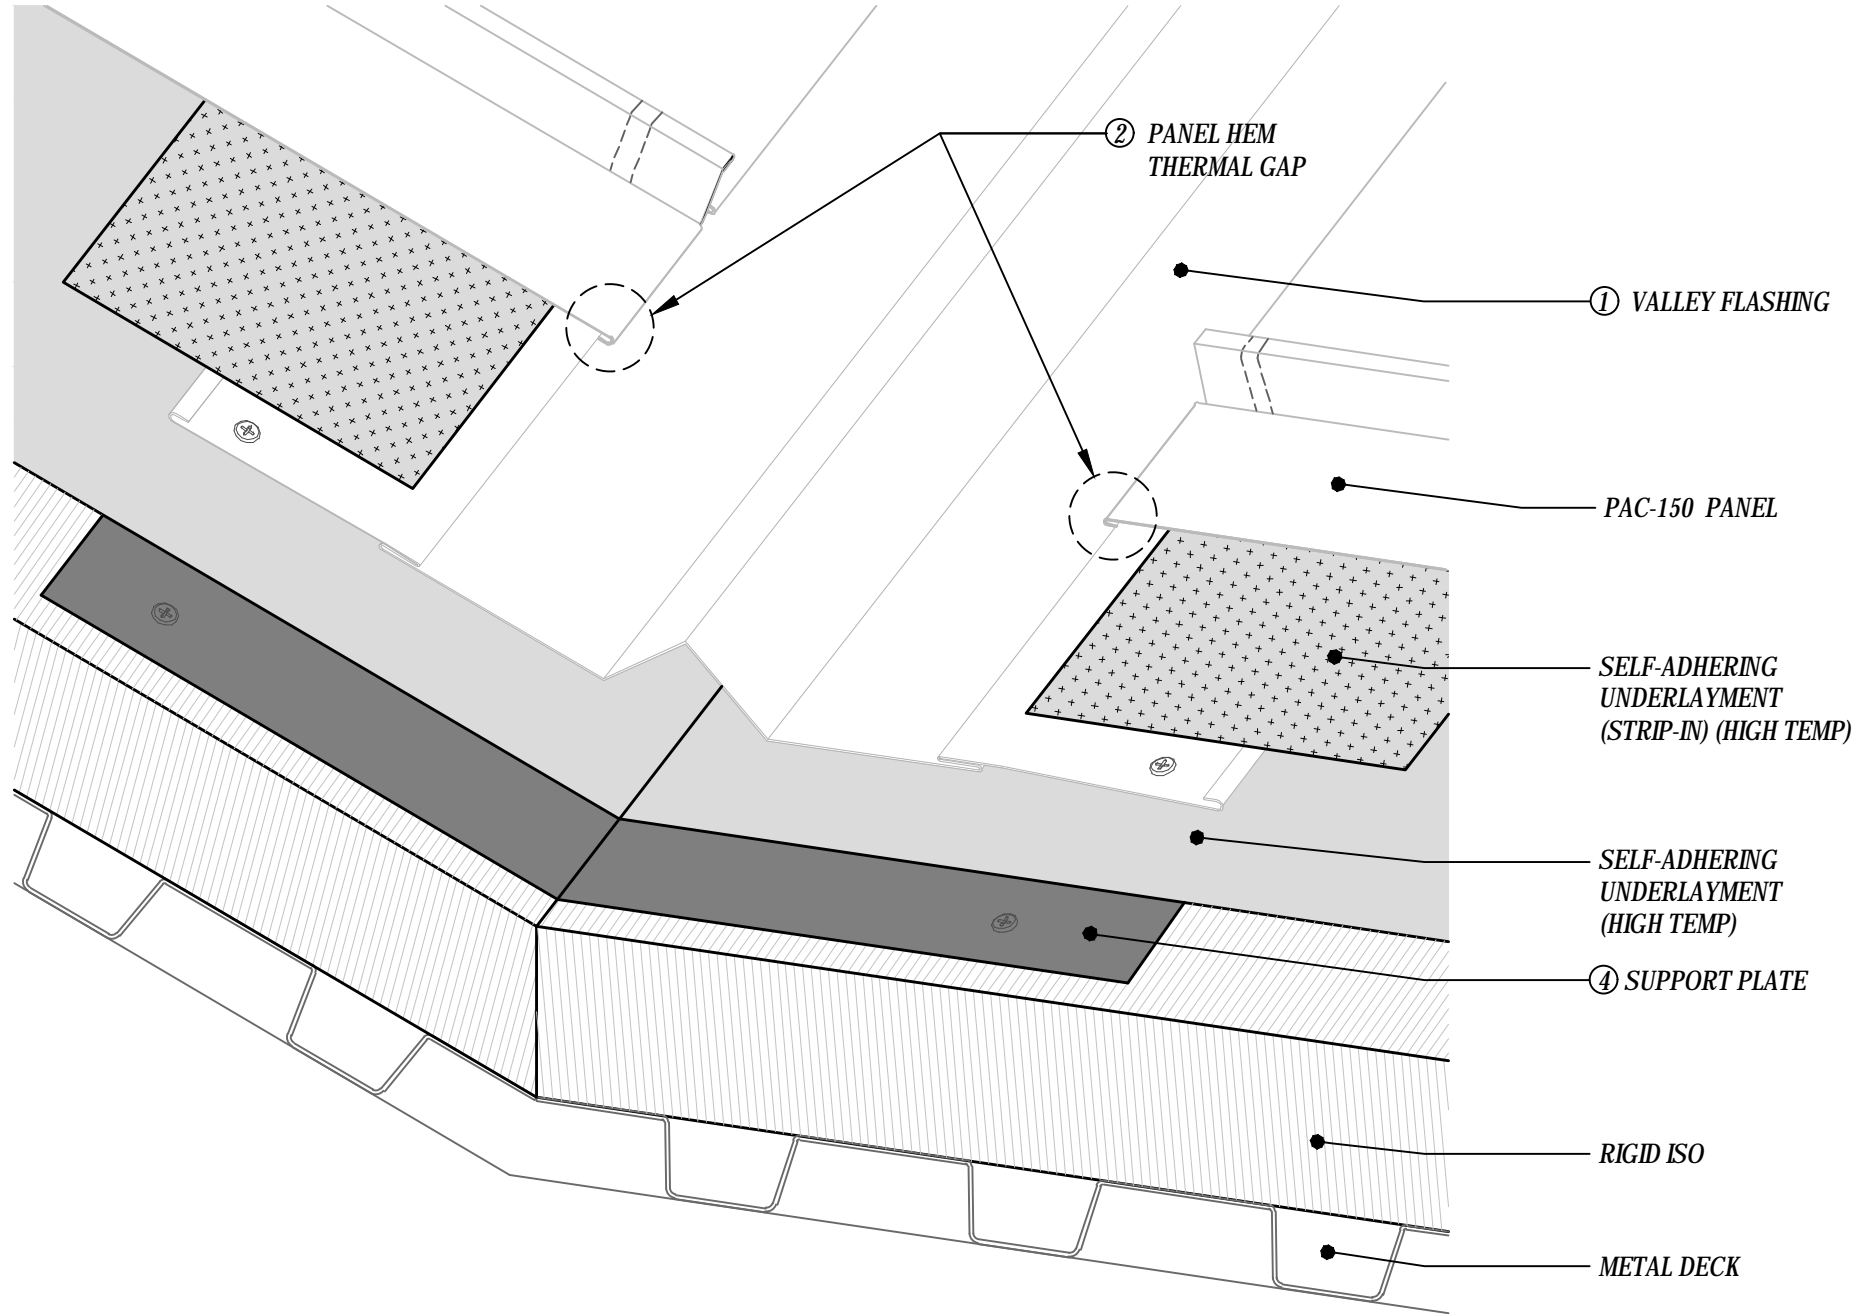 ② PANEL HEM
THERMAL GAP
① VALLEY FLASHING
PAC-150 PANEL
SELF-ADHERING
UNDERLAYMENT
(STRIP-IN) (HIGH TEMP)
SELF-ADHERING
UNDERLAYMENT
(HIGH TEMP)
④ SUPPORT PLATE
RIGID ISO
METAL DECK